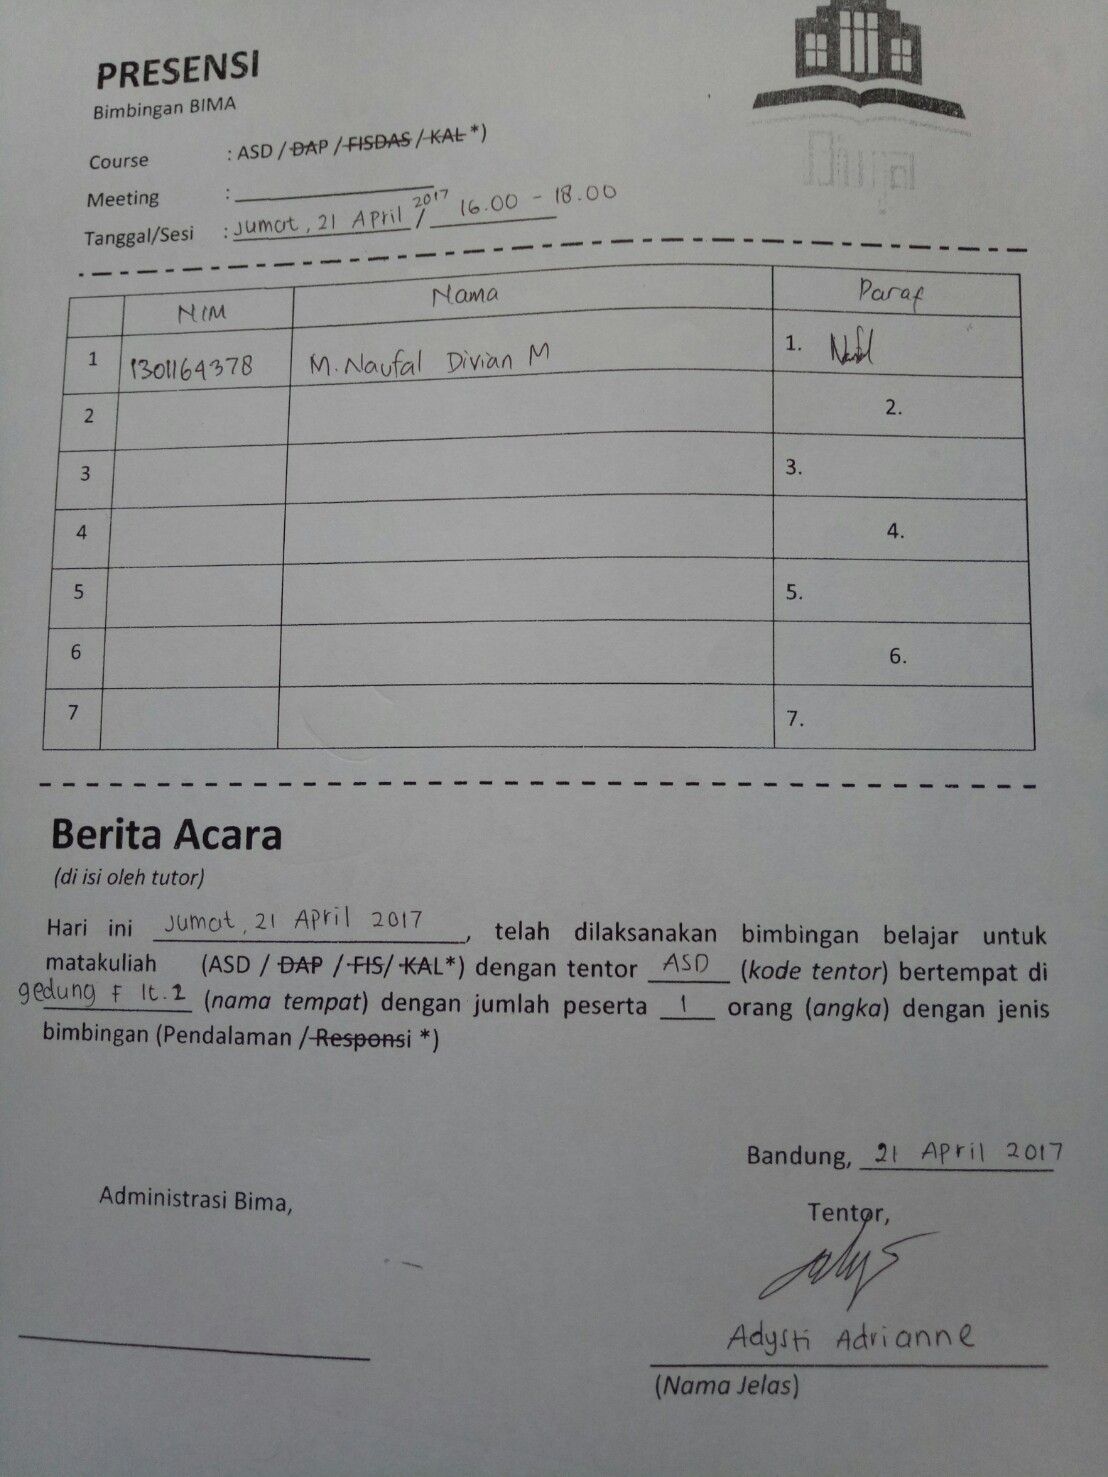 PRESENSI
Bimbingan BIMA
Course : ASD / DAP / FISDAS / KAL *)
Meeting :
Tanggal/Sesi : Jumat, 21 April 2017 / 16.00 - 18.00
NIM Nama Paraf
1 1301164378 M. Naufal Divian M 1.
2 2.
3 3.
4 4.
5 5.
6 6.
7 7.
Berita Acara
(di isi oleh tutor)
Hari ini Jumat, 21 April 2017, telah dilaksanakan bimbingan belajar untuk
matakuliah (ASD / DAP / FIS/ KAL*) dengan tentor ASD (kode tentor) bertempat di
gedung F lt.2 (nama tempat) dengan jumlah peserta 1 orang (angka) dengan jenis
bimbingan (Pendalaman / Responsi *)
Bandung, 21 April 2017
Administrasi Bima,
Tentor,
Adysti Adrianne
(Nama Jelas)